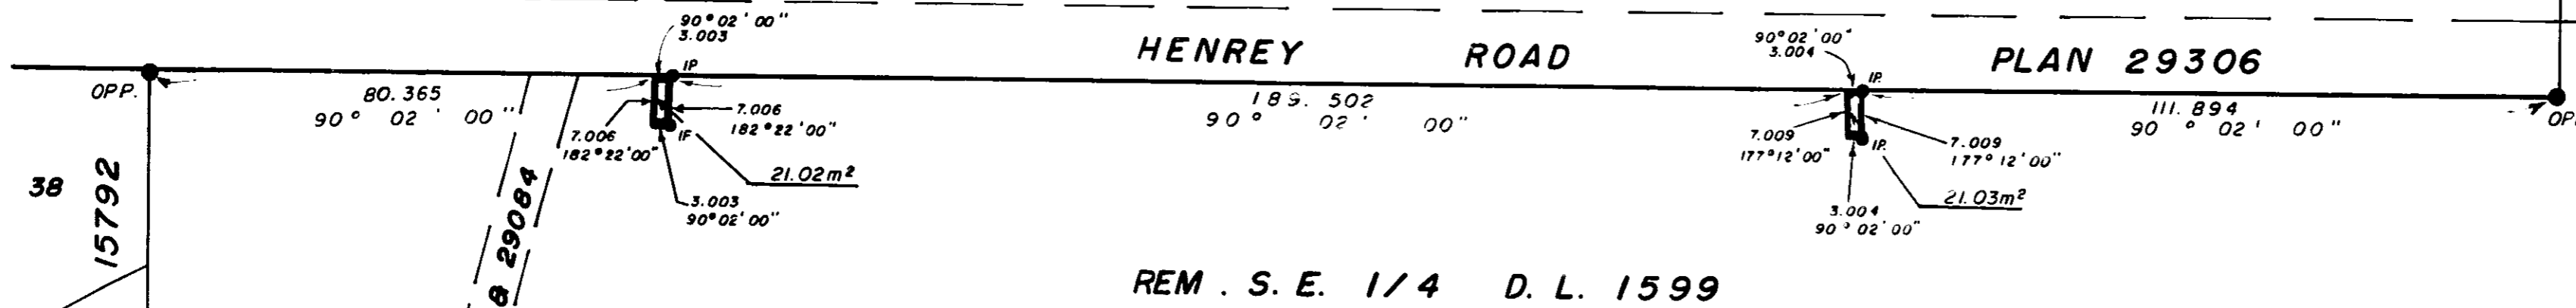 90°02'00"
3.003
HENREY ROAD
90°02'00"
3.004
PLAN 29306
OPP.
IP.
IP.
80.365
90° 02' 00"
7.006
182°22'00"
7.006
182°22'00"
189.502
90° 02' 00"
111.894
90° 02' 00"
7.009
177°12'00"
7.009
177°12'00"
IP.
21.02m²
21.03m²
3.003
90°02'00"
3.004
90°02'00"
38
15792
& 29084
REM. S.E. 1/4 D.L. 1599